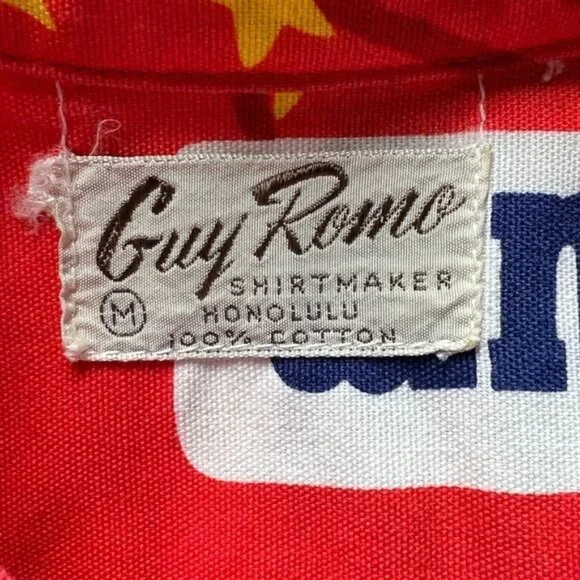 Guy Romo
SHIRTMAKER
M HONOLULU
100% COTTON